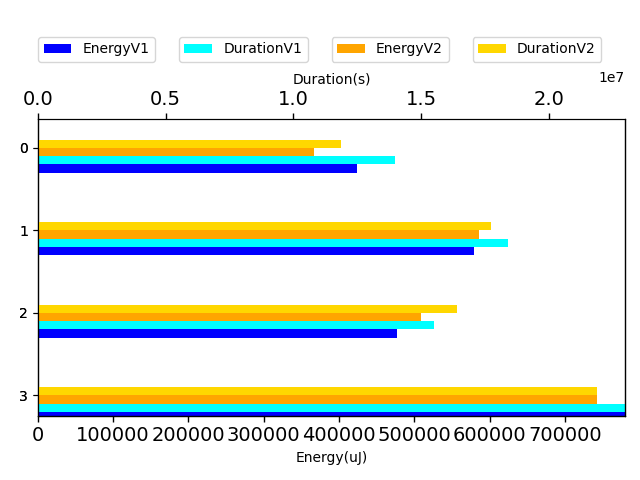 EnergyV1 DurationV1 EnergyV2 DurationV2
Duration(s)
1e7
0.0 0.5 1.0 1.5 2.0
0
1
2
3
0 100000 200000 300000 400000 500000 600000 700000
Energy(uJ)